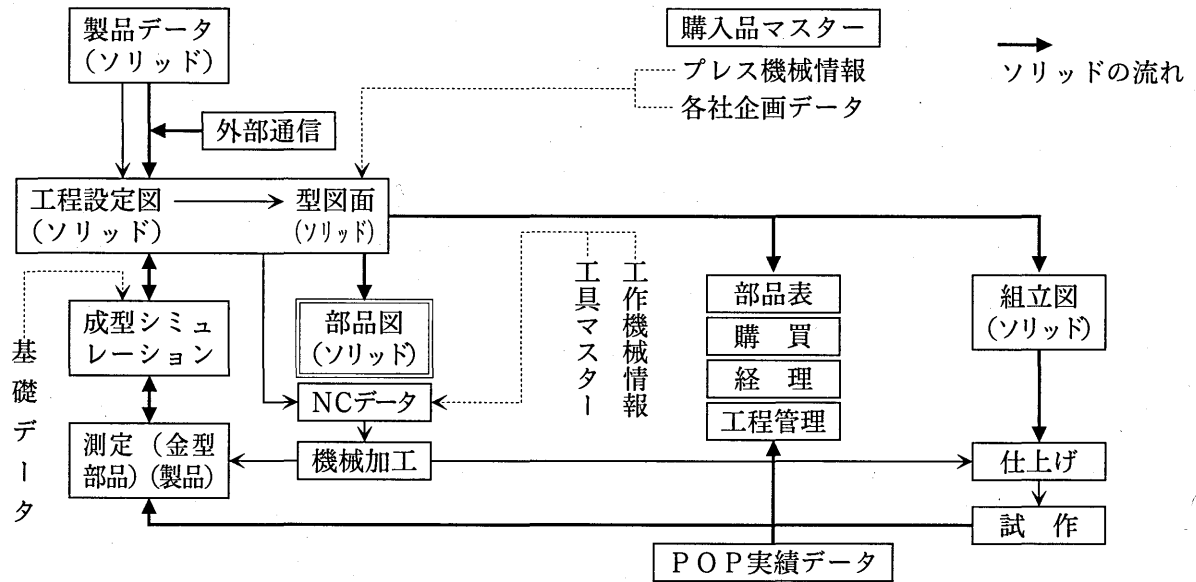 製品データ
(ソリッド)
購入品マスター
プレス機械情報
各社企画データ
ソリッドの流れ
外部通信
工程設定図
(ソリッド)
型図面
(ソリッド)
工具マスター
工作機械情報
部品表
購買
経理
工程管理
組立図
(ソリッド)
成型シミュ
レーション
部品図
(ソリッド)
基礎データ
NCデータ
測定(金型
部品)(製品)
機械加工
仕上げ
試作
POP実績データ